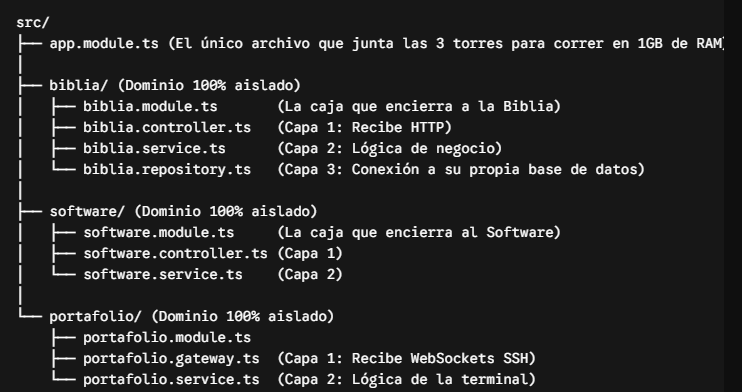 src/
├── app.module.ts (El único archivo que junta las 3 torres para correr en 1GB de RAM)
│
├── biblia/ (Dominio 100% aislado)
│   ├── biblia.module.ts       (La caja que encierra a la Biblia)
│   ├── biblia.controller.ts   (Capa 1: Recibe HTTP)
│   ├── biblia.service.ts      (Capa 2: Lógica de negocio)
│   └── biblia.repository.ts   (Capa 3: Conexión a su propia base de datos)
│
├── software/ (Dominio 100% aislado)
│   ├── software.module.ts     (La caja que encierra al Software)
│   ├── software.controller.ts (Capa 1)
│   └── software.service.ts    (Capa 2)
│
└── portafolio/ (Dominio 100% aislado)
    ├── portafolio.module.ts
    ├── portafolio.gateway.ts  (Capa 1: Recibe WebSockets SSH)
    └── portafolio.service.ts  (Capa 2: Lógica de la terminal)